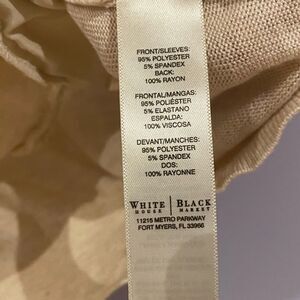 FRONT/SLEEVES:
95% POLYESTER
5% SPANDEX
BACK:
100% RAYON
FRONTAL/MANGAS:
95% POLIÉSTER
5% ELASTANO
ESPALDA:
100% VISCOSA
DEVANT/MANCHES:
95% POLYESTER
5% SPANDEX
DOS:
100% RAYONNE
WHITE | BLACK
HOUSE | MARKET
11215 METRO PARKWAY
FORT MYERS, FL 33966